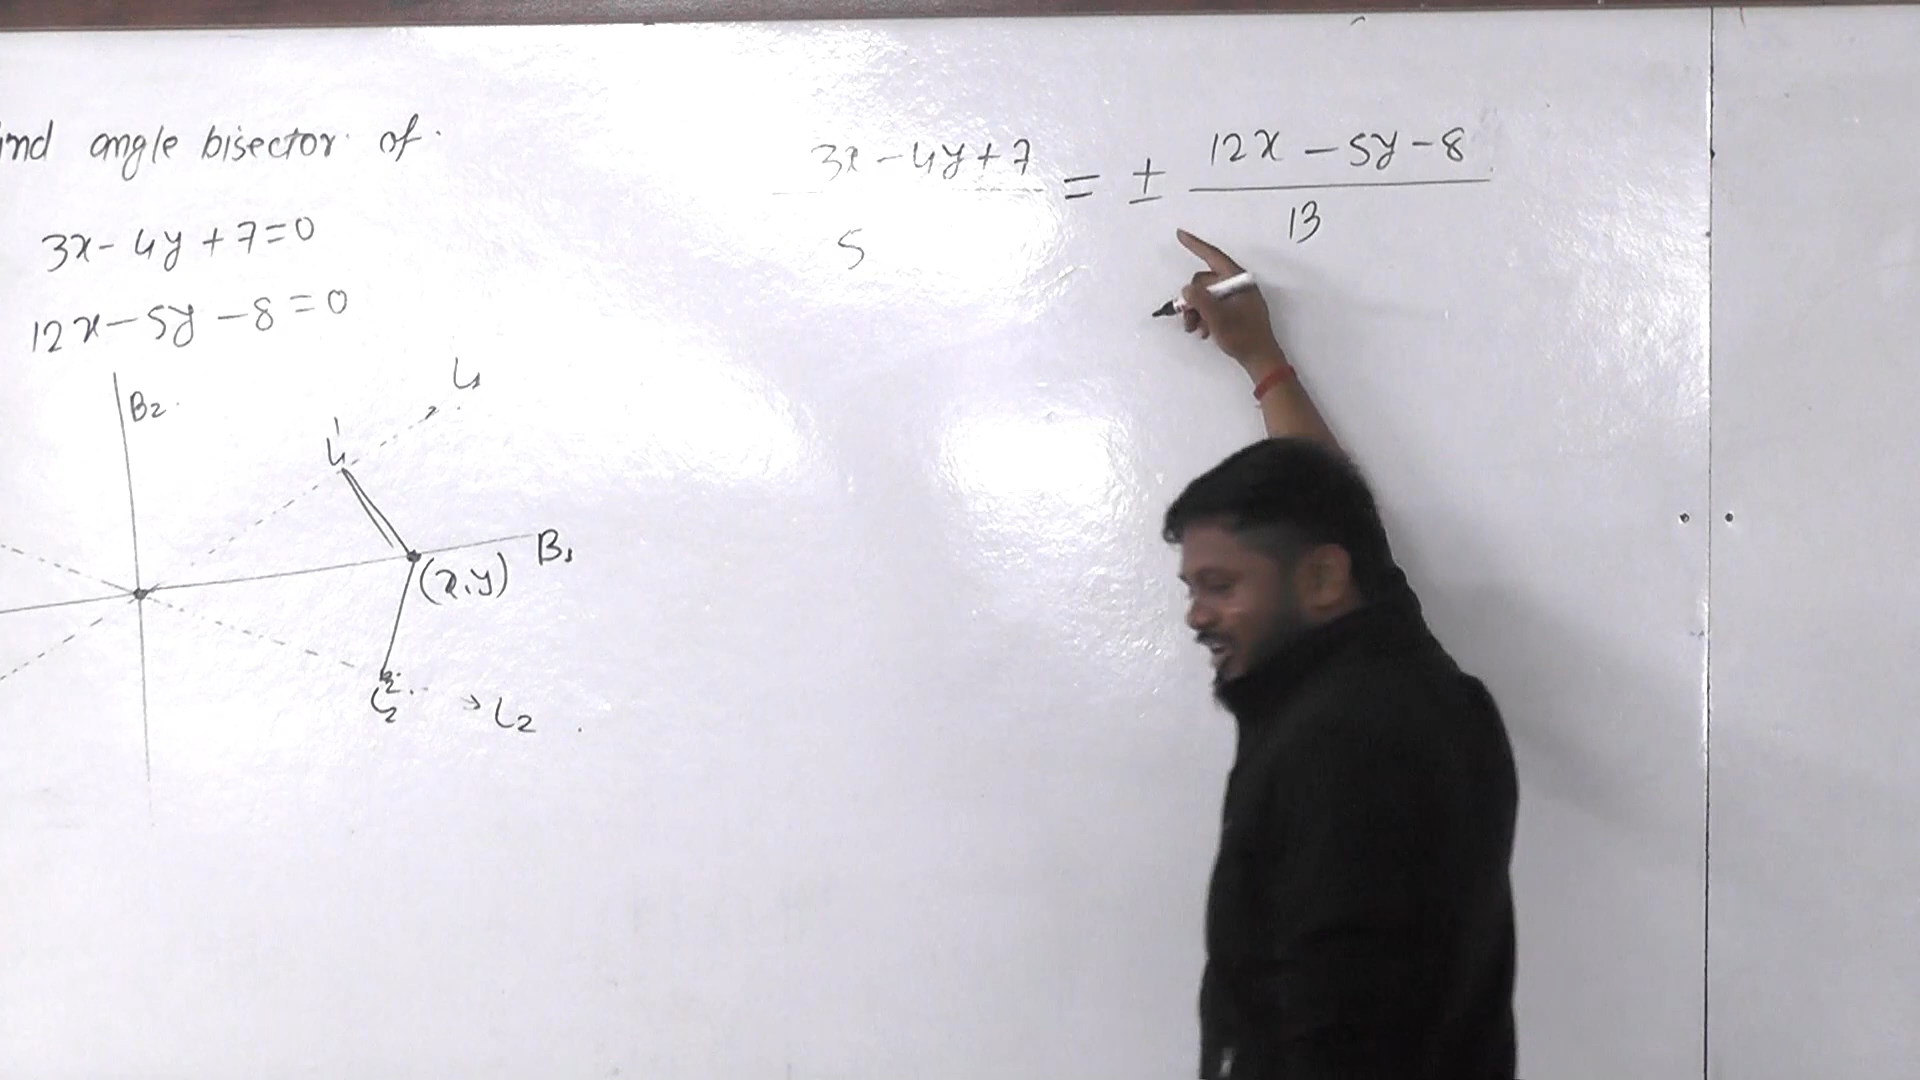 ind angle bisector of.
3x-4y+7=0
12x-5y-8=0
3x-4y+7 = ± 12x-5y-8
5 13
B2
L1
L1'
B1
(x,y)
L2